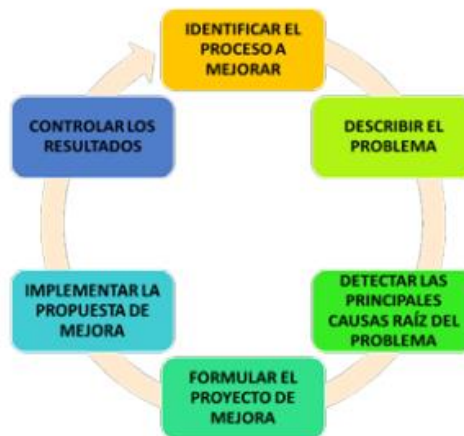 IDENTIFICAR EL
PROCESO A
MEJORAR
DESCRIBIR EL
PROBLEMA
DETECTAR LAS
PRINCIPALES
CAUSAS RAÍZ DEL
PROBLEMA
FORMULAR EL
PROYECTO DE
MEJORA
IMPLEMENTAR LA
PROPUESTA DE
MEJORA
CONTROLAR LOS
RESULTADOS